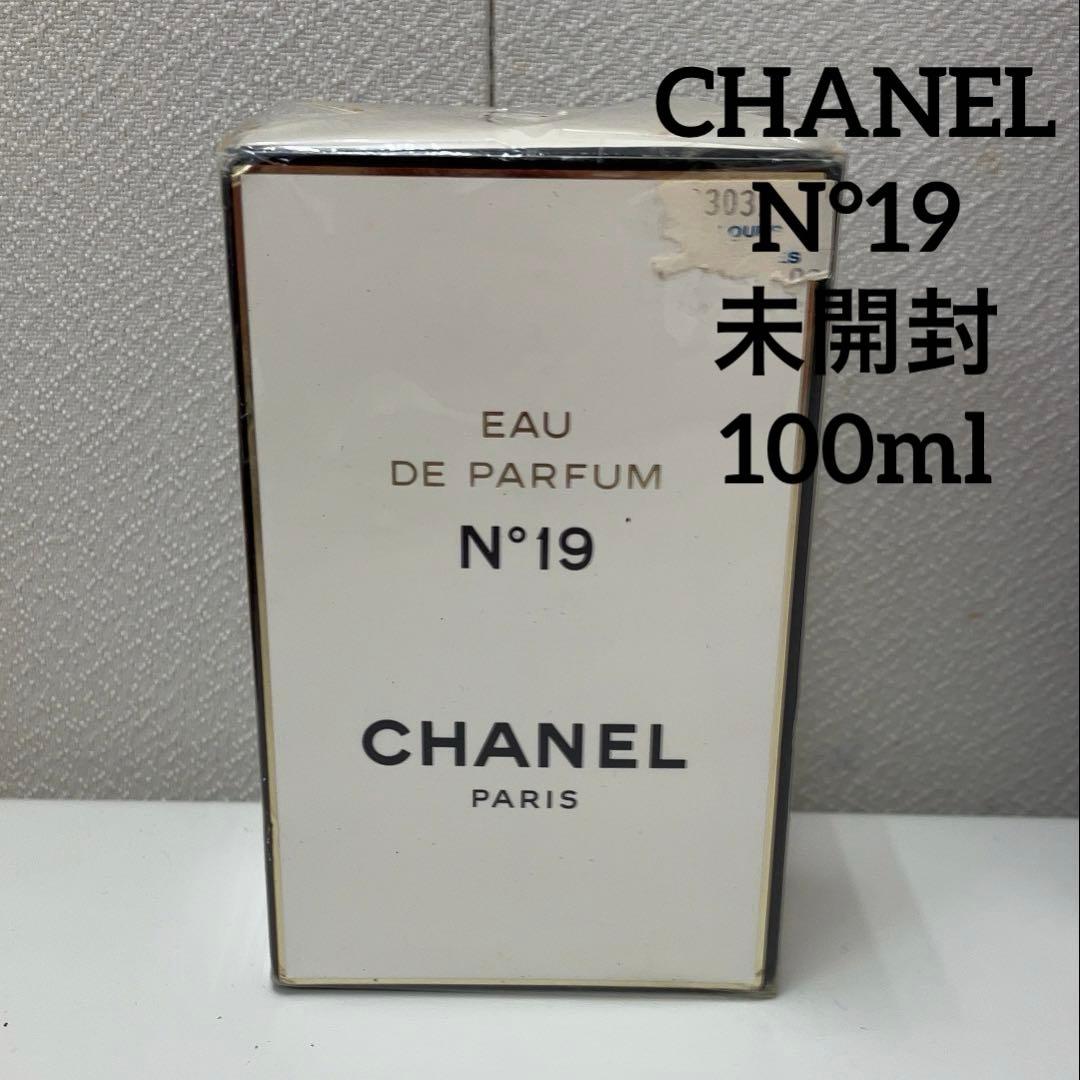 CHANEL
N°19
未開封
100ml
EAU
DE PARFUM
N°19
CHANEL
PARIS